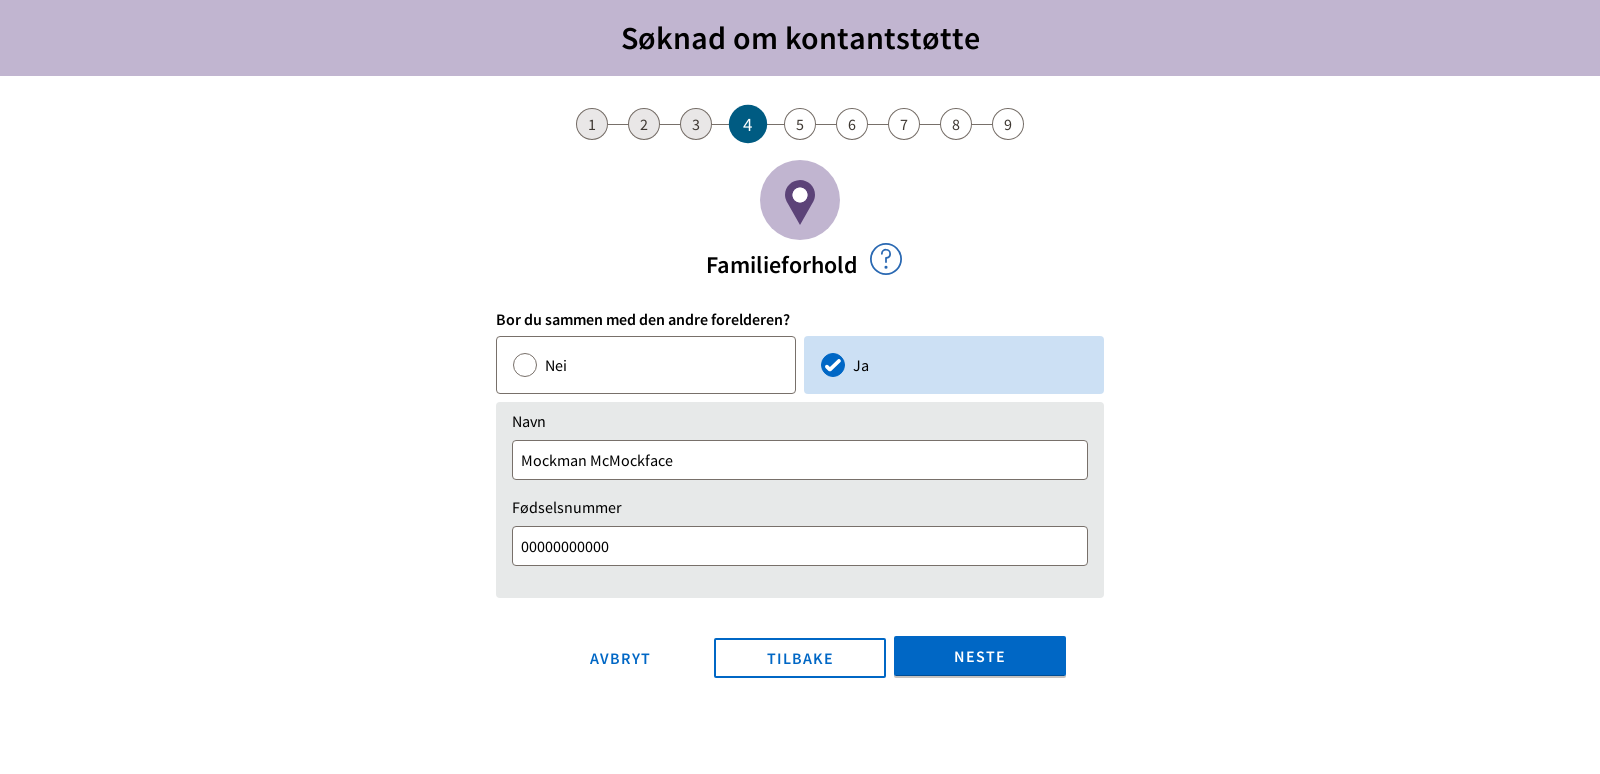 Søknad om kontantstøtte
1 2 3 4 5 6 7 8 9
Familieforhold ?
Bor du sammen med den andre forelderen?
Nei Ja
Navn
Mockman McMockface
Fødselsnummer
00000000000
AVBRYT TILBAKE NESTE